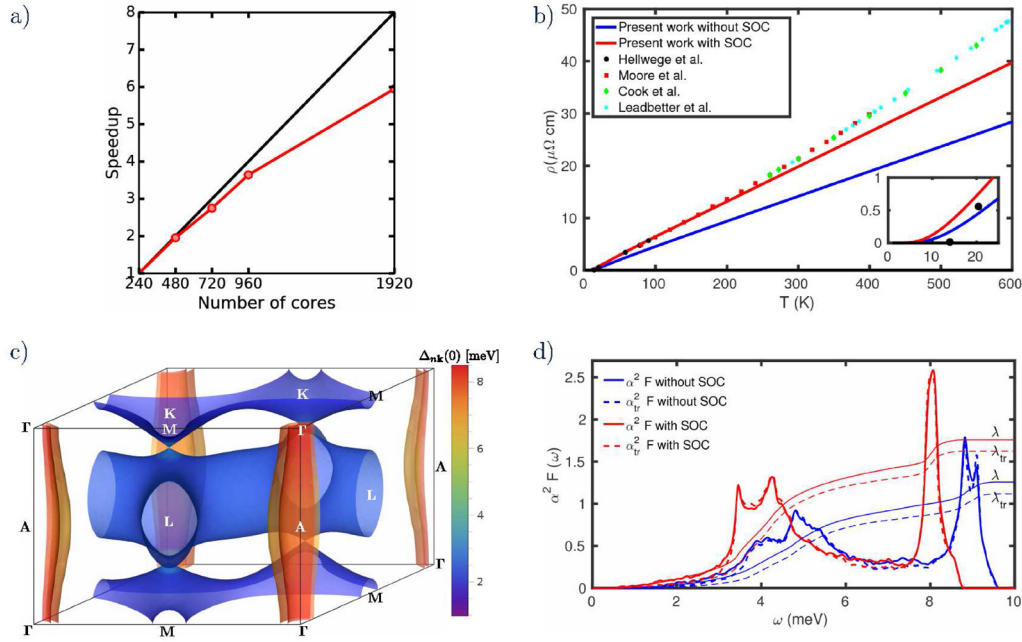 a)
8
7
6
5
4
3
2
1
Speedup
240 480 720 960 1920
Number of cores
b)
50
40
30
20
10
0
ρ(μΩ cm)
Present work without SOC
Present work with SOC
Hellwege et al.
Moore et al.
Cook et al.
Leadbetter et al.
1
0.5
0
0 10 20
0 100 200 300 400 500 600
T (K)
c)
Δnk(0) [meV]
8
6
4
2
K
K
M
Γ
M
Γ
A
L
L
A
A
M
Γ
M
Γ
M
Γ
d)
2.5
2
1.5
1
0.5
0
α² F (ω)
α² F without SOC
α²tr F without SOC
α² F with SOC
α²tr F with SOC
λ
λtr
λ
λtr
0 2 4 6 8 10
ω (meV)